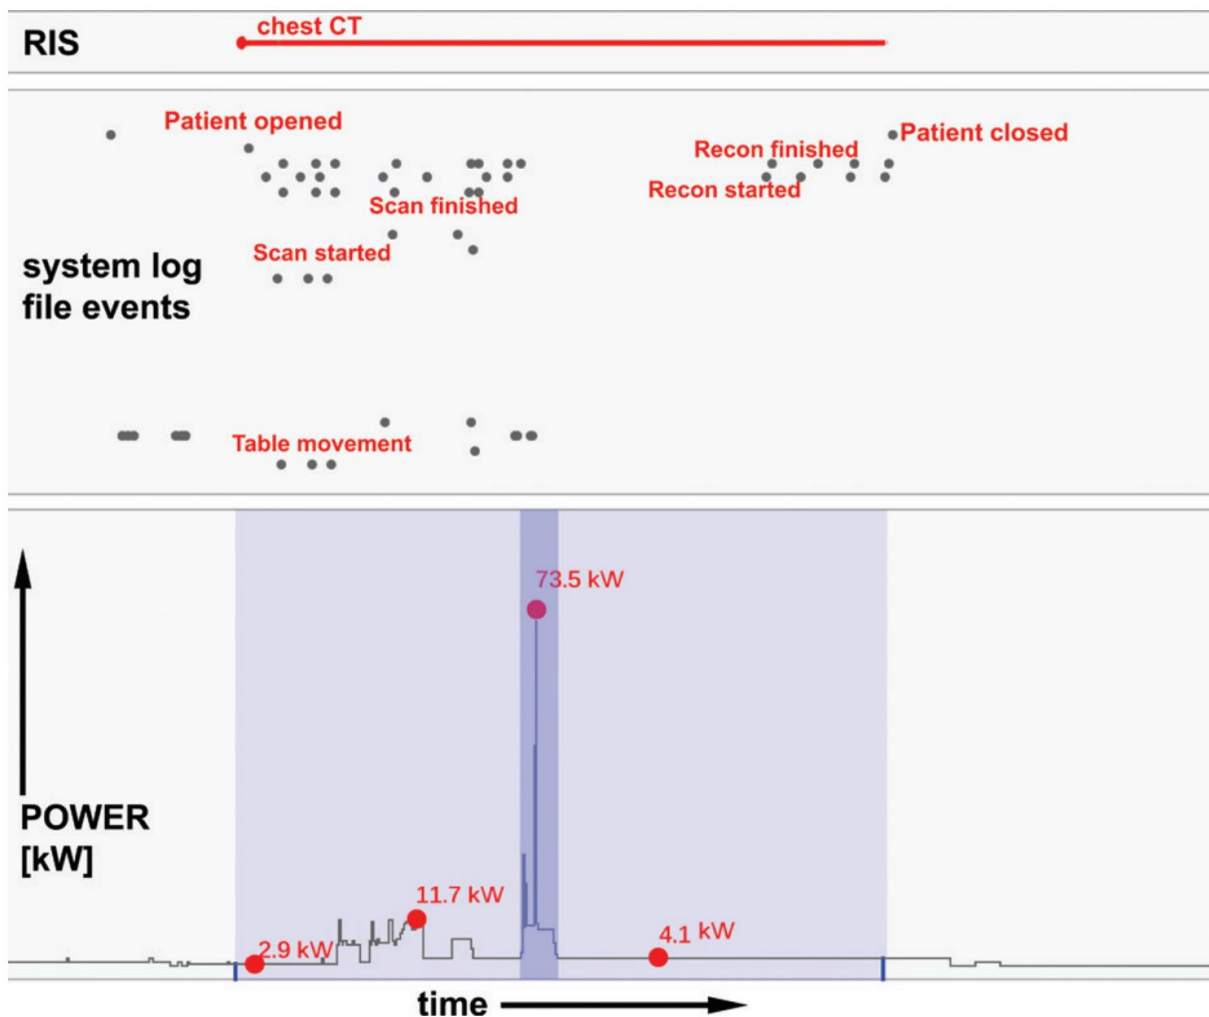 chest CT
RIS
Patient opened
Patient closed
Recon finished
Recon started
Scan finished
Scan started
system log
file events
Table movement
73.5 kW
POWER
[kW]
11.7 kW
4.1 kW
2.9 kW
time